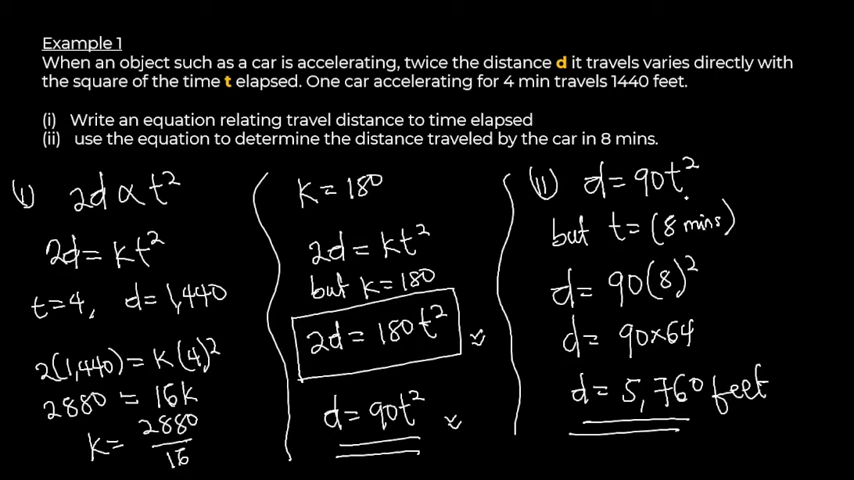 Example 1
When an object such as a car is accelerating, twice the distance d it travels varies directly with
the square of the time t elapsed. One car accelerating for 4 min travels 1440 feet.
(i) Write an equation relating travel distance to time elapsed
(ii) use the equation to determine the distance traveled by the car in 8 mins.
(i) 2d ∝ t²
2d = kt²
t=4, d=1,440
2(1,440) = K(4)²
2880 = 16k
k= 2880/16
K = 180
2d = kt²
but k = 180
2d = 180t²
d = 90t²
(ii) d = 90t²
but t = (8 mins)
d = 90(8)²
d = 90×64
d = 5,760 feet